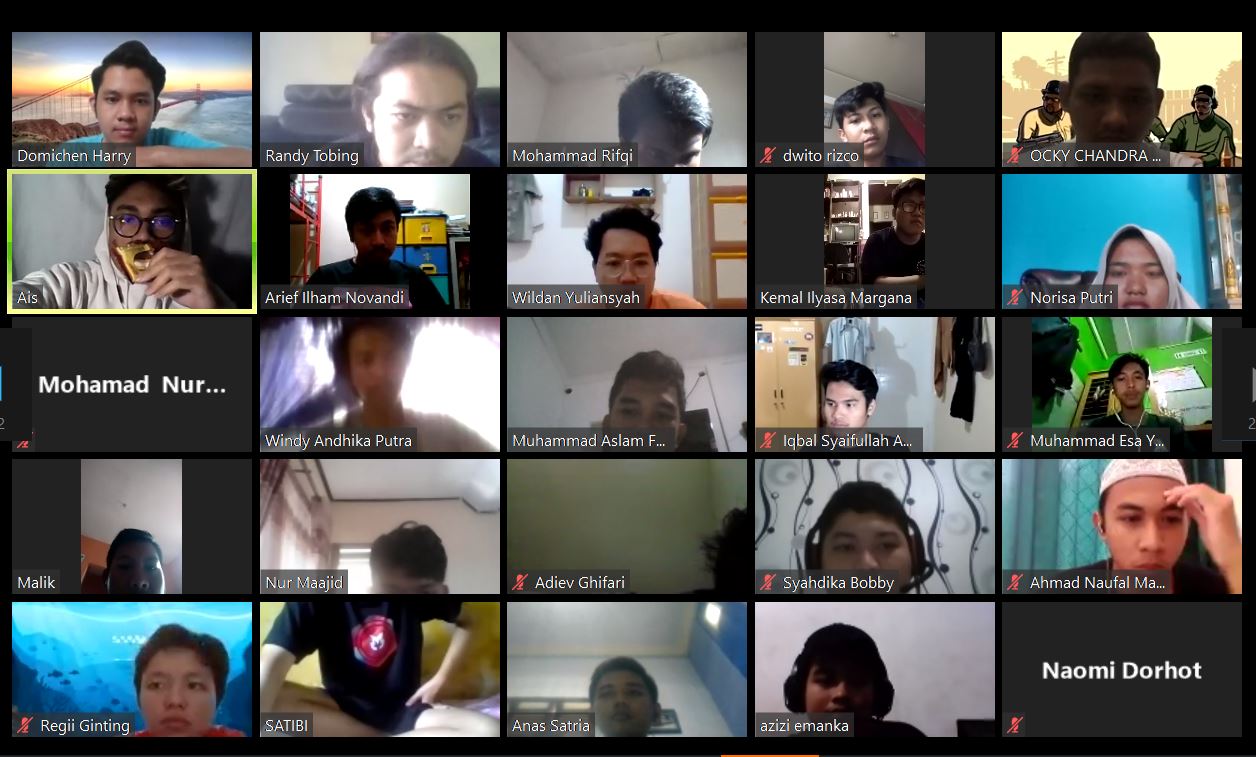 Domichen Harry
Randy Tobing
Mohammad Rifqi
dwito rizco
OCKY CHANDRA ...
Ais
Arief Ilham Novandi
Wildan Yuliansyah
Kemal Ilyasa Margana
Norisa Putri
Mohamad Nur...
Windy Andhika Putra
Muhammad Aslam F...
Iqbal Syaifullah A...
Muhammad Esa Y...
Malik
Nur Maajid
Adiev Ghifari
Syahdika Bobby
Ahmad Naufal Ma...
Regii Ginting
SATIBI
Anas Satria
azizi emanka
Naomi Dorhot